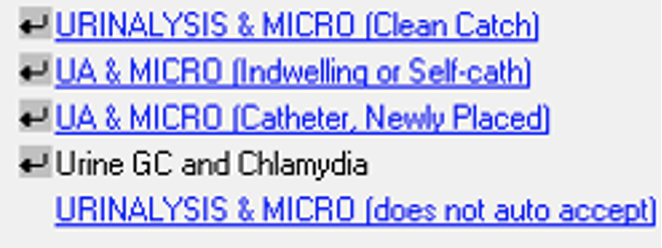 URINALYSIS & MICRO (Clean Catch)
UA & MICRO (Indwelling or Self-cath)
UA & MICRO (Catheter, Newly Placed)
Urine GC and Chlamydia
URINALYSIS & MICRO (does not auto accept)